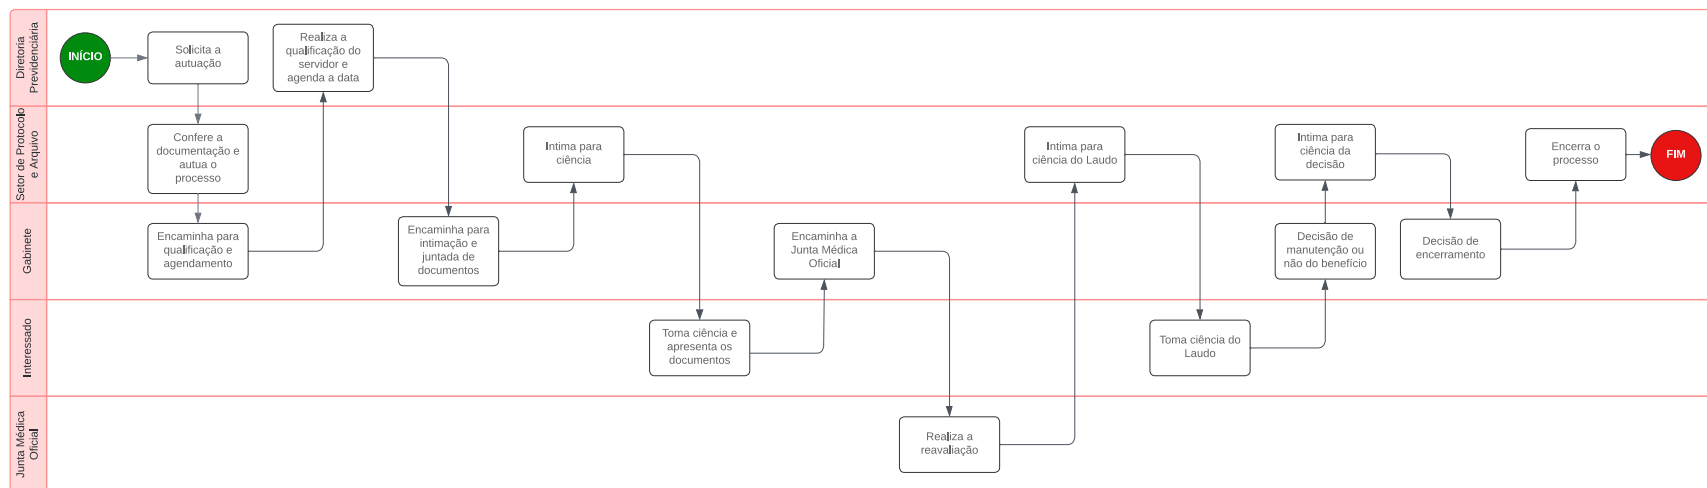 Diretoria
Previdenciária
INÍCIO
Solicita a
autuação
Realiza a
qualificação do
servidor e
agenda a data
Setor de Protocolo
e Arquivo
Confere a
documentação e
autua o
processo
Intima para
ciência
Intima para
ciência do Laudo
Intima para
ciência da
decisão
Encerra o
processo
FIM
Gabinete
Encaminha para
qualificação e
agendamento
Encaminha para
intimação e
juntada de
documentos
Encaminha a
Junta Médica
Oficial
Decisão de
manutenção ou
não do benefício
Decisão de
encerramento
Interessado
Toma ciência e
apresenta os
documentos
Toma ciência do
Laudo
Junta Médica
Oficial
Realiza a
reavaliação